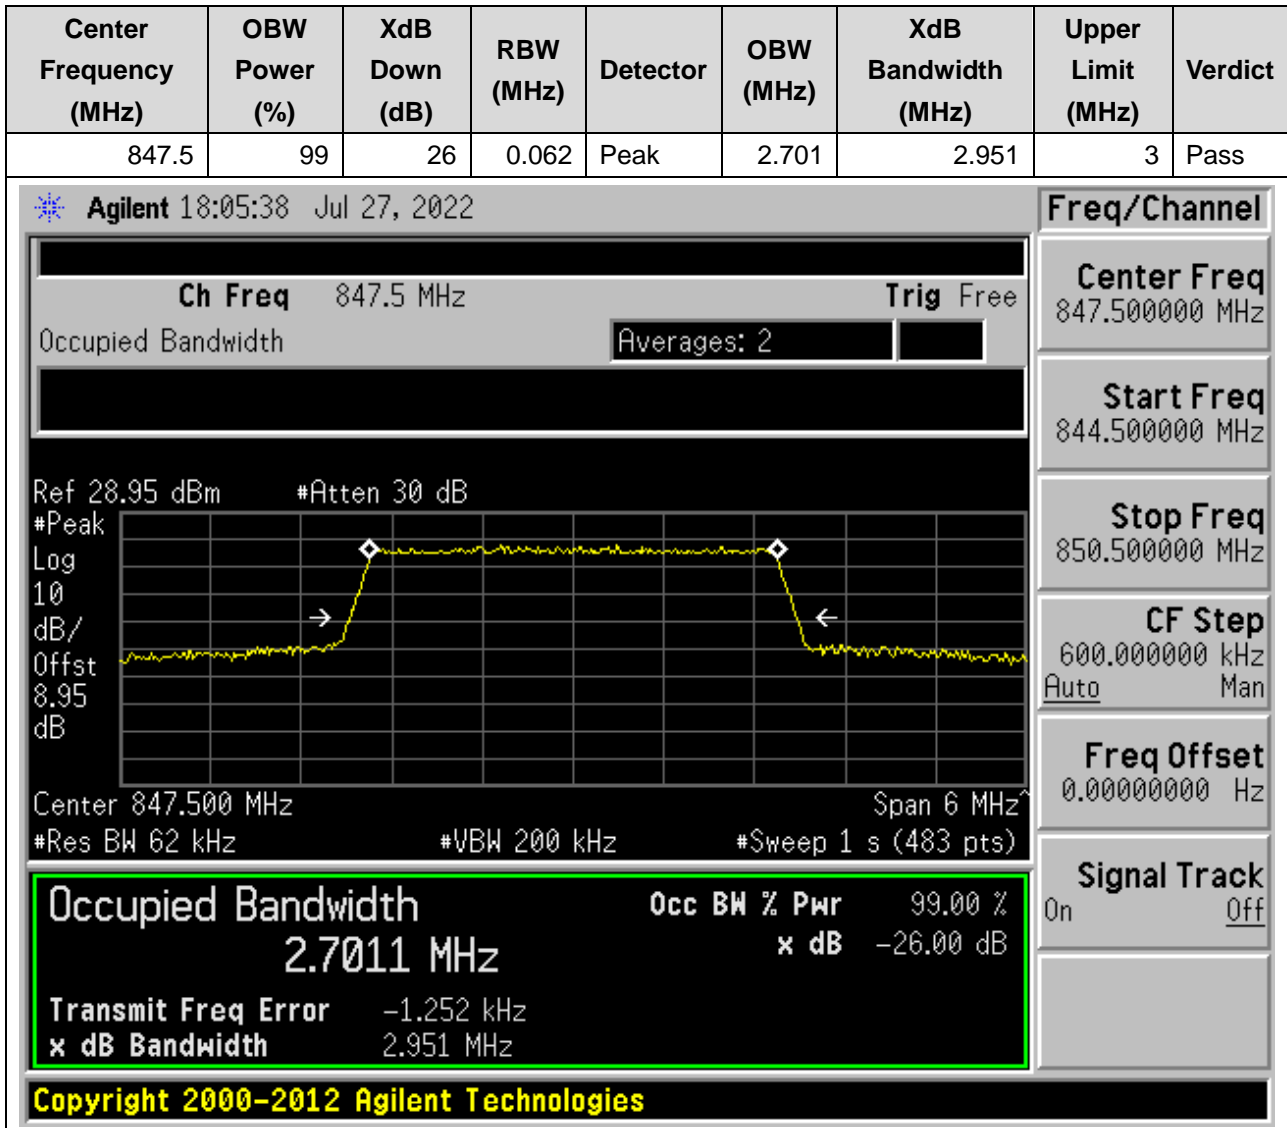 Center Frequency (MHz) OBW Power (%) XdB Down (dB) RBW (MHz) Detector OBW (MHz) XdB Bandwidth (MHz) Upper Limit (MHz) Verdict
847.5 99 26 0.062 Peak 2.701 2.951 3 Pass
Agilent 18:05:38 Jul 27, 2022
Freq/Channel
Ch Freq 847.5 MHz Trig Free
Occupied Bandwidth Averages: 2
Center Freq
847.500000 MHz
Start Freq
844.500000 MHz
Stop Freq
850.500000 MHz
CF Step
600.000000 kHz
Auto Man
Freq Offset
0.00000000 Hz
Signal Track
On Off
Ref 28.95 dBm #Atten 30 dB
#Peak
Log
10
dB/
Offst
8.95
dB
Center 847.500 MHz Span 6 MHz^
#Res BW 62 kHz #VBW 200 kHz #Sweep 1 s (483 pts)
Occupied Bandwidth Occ BW % Pwr 99.00 %
2.7011 MHz x dB -26.00 dB
Transmit Freq Error -1.252 kHz
x dB Bandwidth 2.951 MHz
Copyright 2000-2012 Agilent Technologies